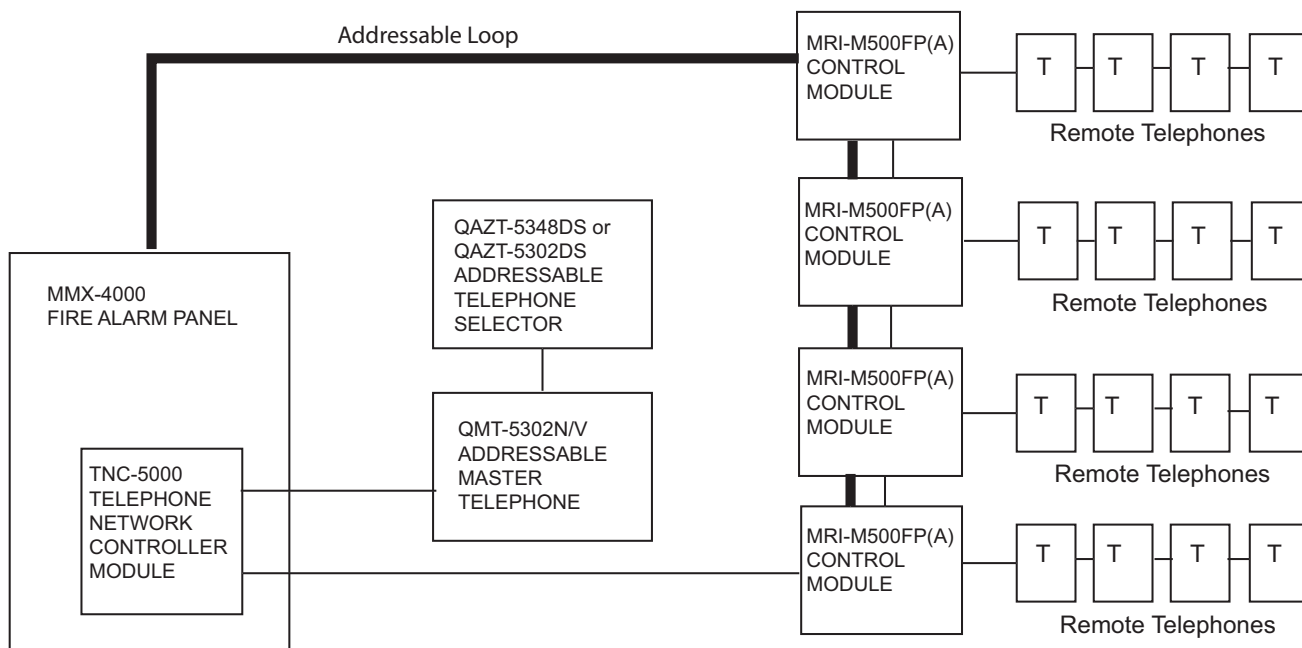 Addressable Loop
MRI-M500FP(A)
CONTROL
MODULE
T T T T
Remote Telephones
MRI-M500FP(A)
CONTROL
MODULE
T T T T
Remote Telephones
QAZT-5348DS or
QAZT-5302DS
ADDRESSABLE
TELEPHONE
SELECTOR
MMX-4000
FIRE ALARM PANEL
MRI-M500FP(A)
CONTROL
MODULE
T T T T
Remote Telephones
QMT-5302N/V
ADDRESSABLE
MASTER
TELEPHONE
TNC-5000
TELEPHONE
NETWORK
CONTROLLER
MODULE
MRI-M500FP(A)
CONTROL
MODULE
T T T T
Remote Telephones